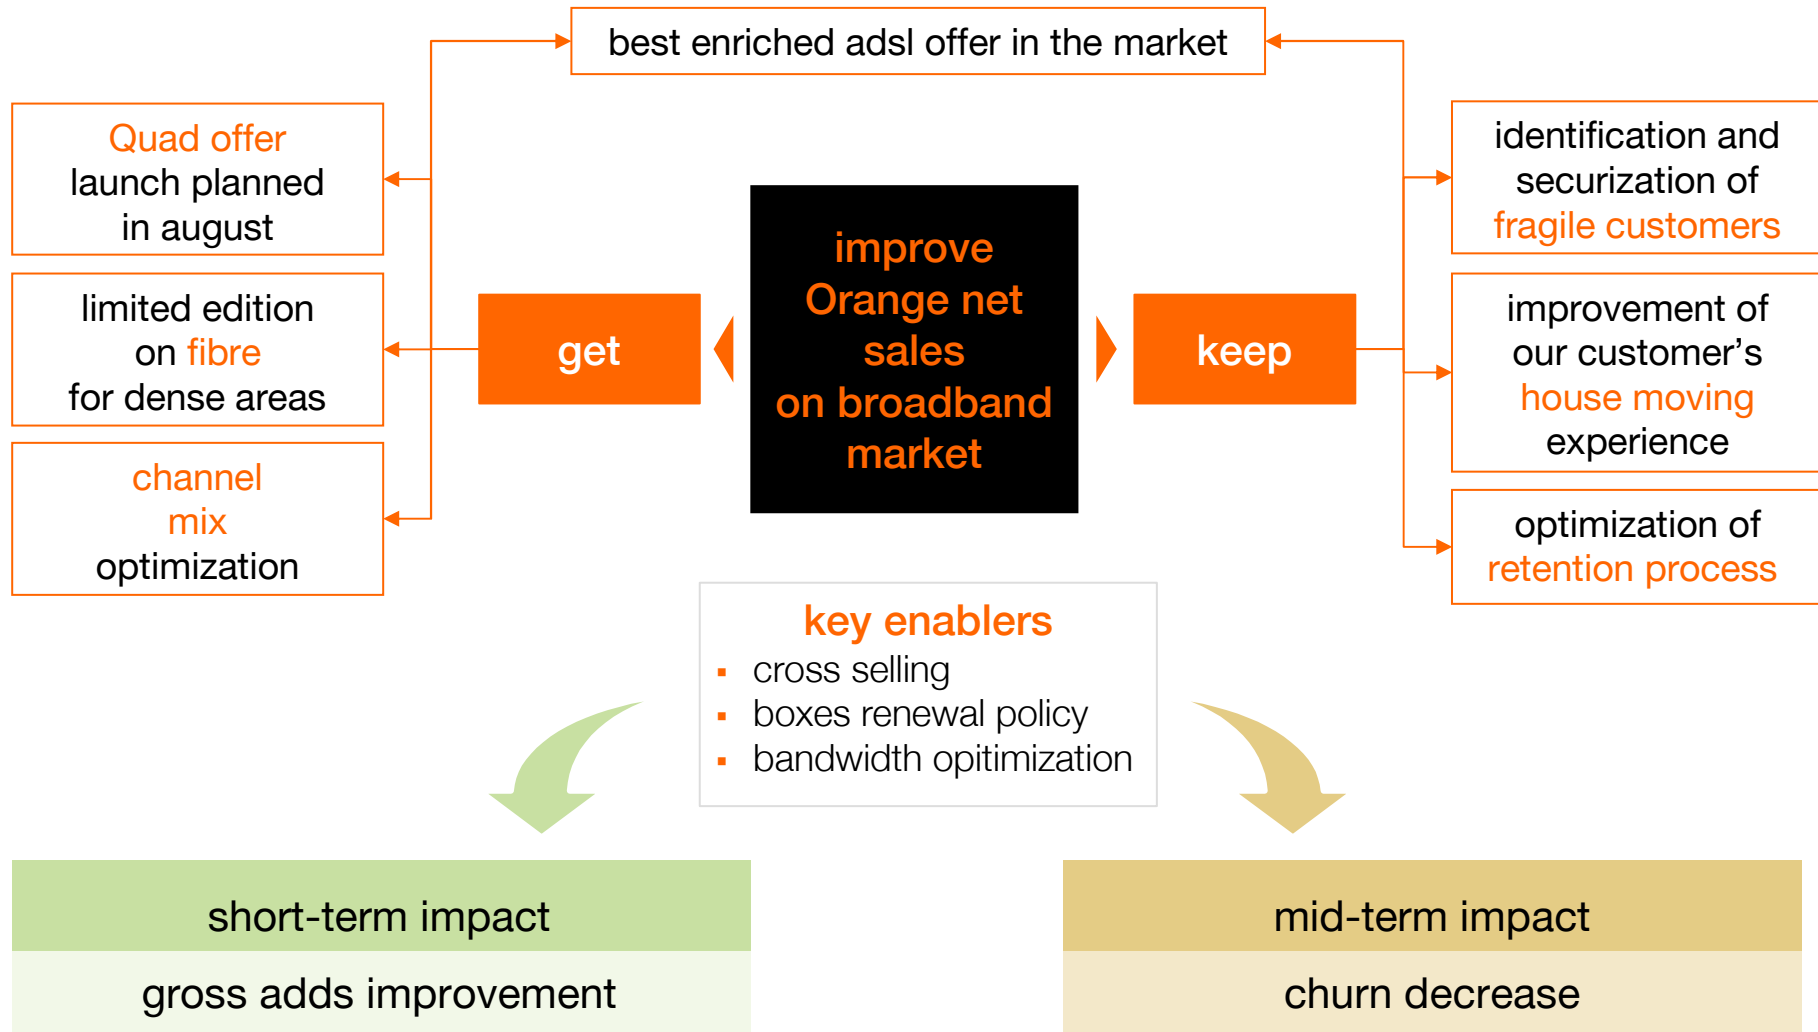 best enriched adsl offer in the market
Quad offer
launch planned
in august
limited edition
on fibre
for dense areas
channel
mix
optimization
get
improve
Orange net
sales
on broadband
market
keep
identification and
securization of
fragile customers
improvement of
our customer’s
house moving
experience
optimization of
retention process
key enablers
▪ cross selling
▪ boxes renewal policy
▪ bandwidth opitimization
short-term impact
gross adds improvement
mid-term impact
churn decrease